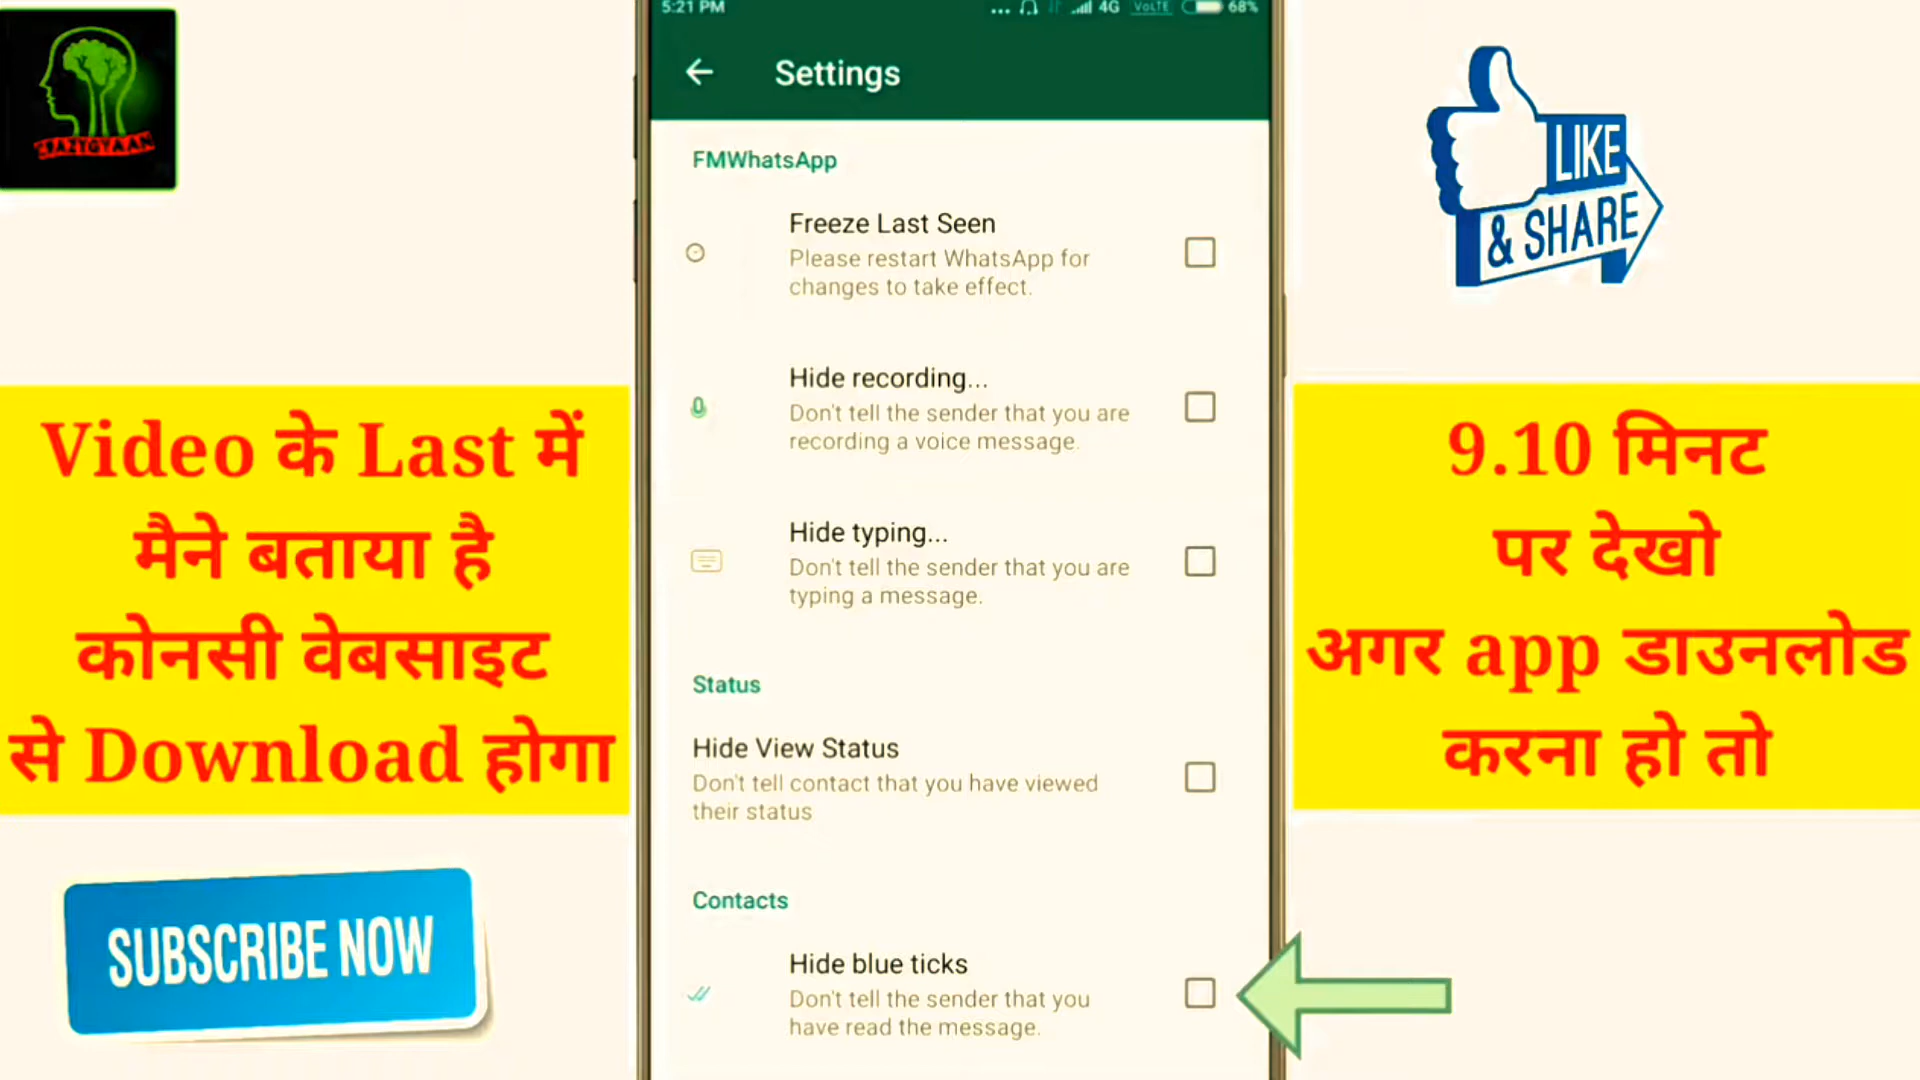 5:21 PM
... 4G VoLTE 68%
CRAZYGYAAN
Settings
FMWhatsApp
Freeze Last Seen
Please restart WhatsApp for
changes to take effect.
Hide recording...
Don't tell the sender that you are
recording a voice message.
Hide typing...
Don't tell the sender that you are
typing a message.
Status
Hide View Status
Don't tell contact that you have viewed
their status
Contacts
Hide blue ticks
Don't tell the sender that you
have read the message.
LIKE
& SHARE
Video के Last में
मैने बताया है
कोनसी वेबसाइट
से Download होगा
9.10 मिनट
पर देखो
अगर app डाउनलोड
करना हो तो
SUBSCRIBE NOW